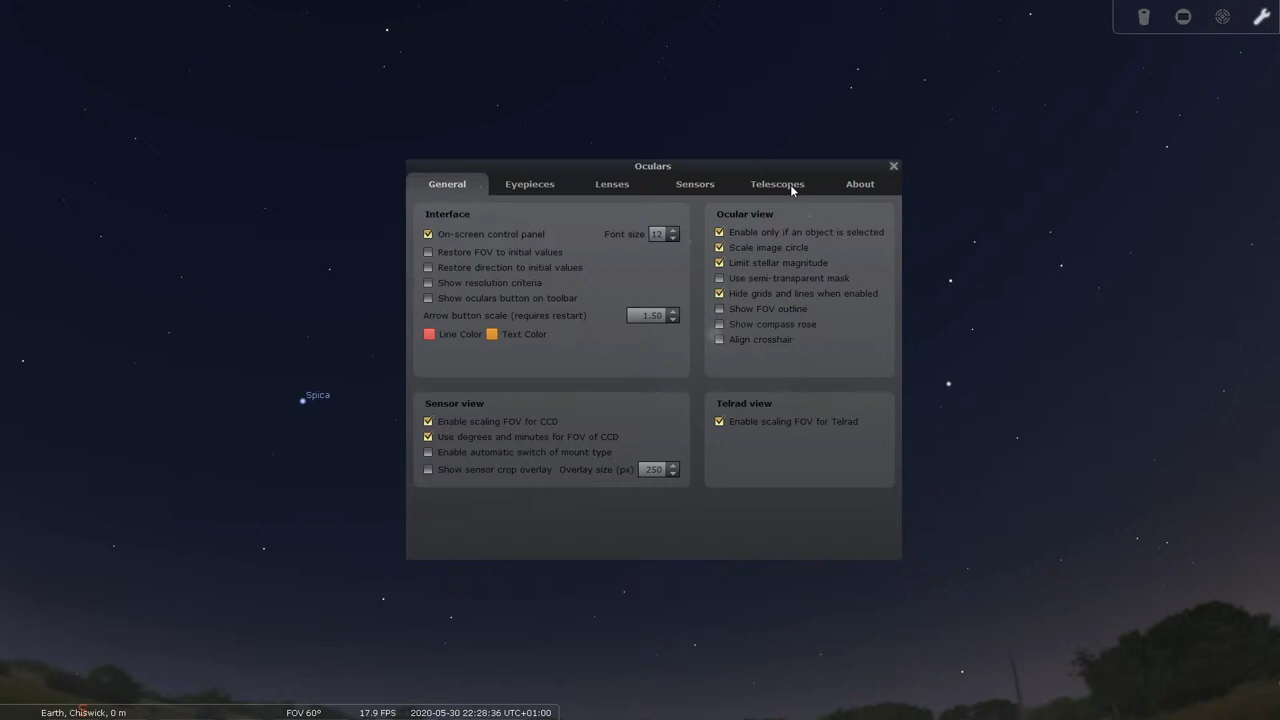 Oculars
General Eyepieces Lenses Sensors Telescopes About
Interface
On-screen control panel Font size 12
Restore FOV to initial values
Restore direction to initial values
Show resolution criteria
Show oculars button on toolbar
Arrow button scale (requires restart) 1.50
Line Color Text Color
Ocular view
Enable only if an object is selected
Scale image circle
Limit stellar magnitude
Use semi-transparent mask
Hide grids and lines when enabled
Show FOV outline
Show compass rose
Align crosshair
Sensor view
Enable scaling FOV for CCD
Use degrees and minutes for FOV of CCD
Enable automatic switch of mount type
Show sensor crop overlay Overlay size (px) 250
Telrad view
Enable scaling FOV for Telrad
Spica
S
Earth, Chiswick, 0 m FOV 60° 17.9 FPS 2020-05-30 22:28:36 UTC+01:00